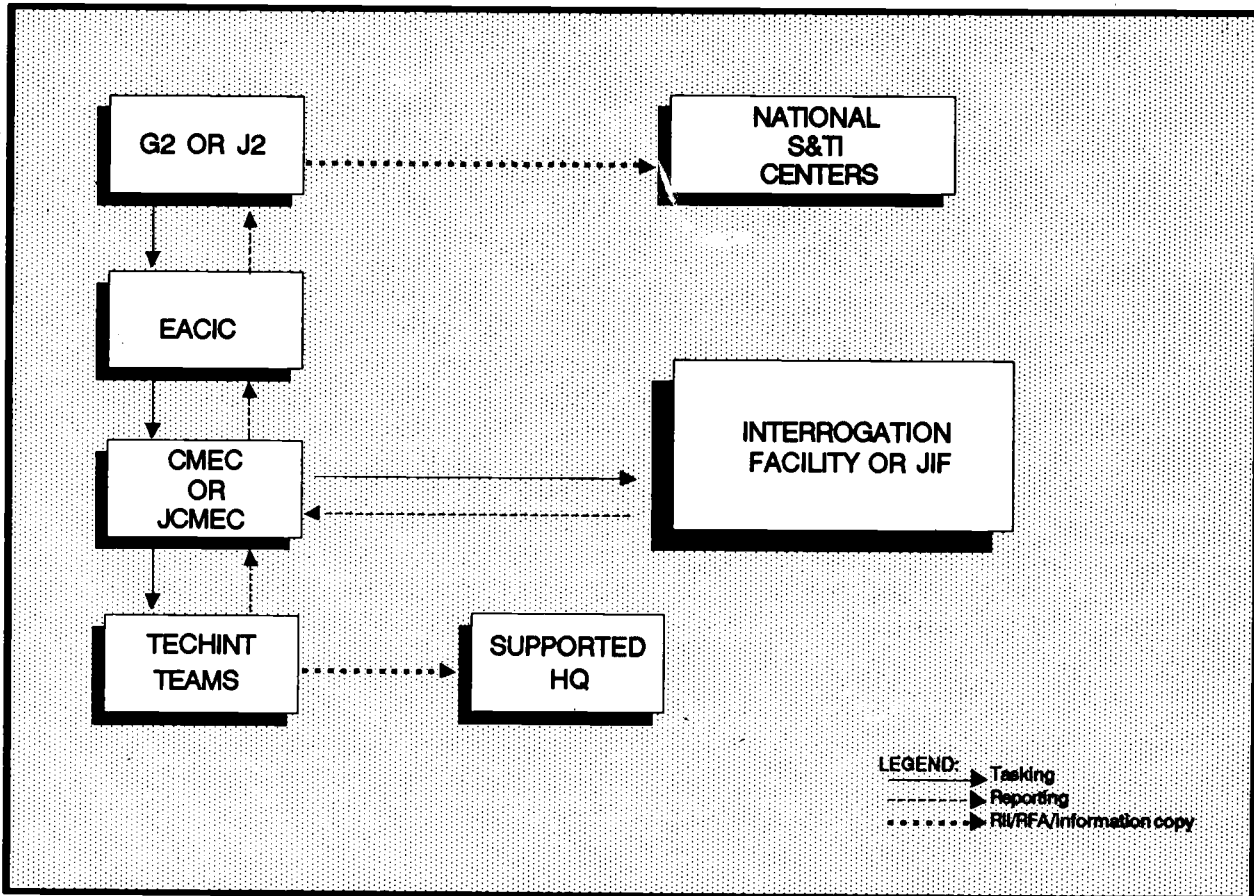 G2 OR J2
NATIONAL
S&TI
CENTERS
EACIC
CMEC
OR
JCMEC
INTERROGATION
FACILITY OR JIF
TECHINT
TEAMS
SUPPORTED
HQ
LEGEND:
Tasking
Reporting
RII/RFA/Information copy